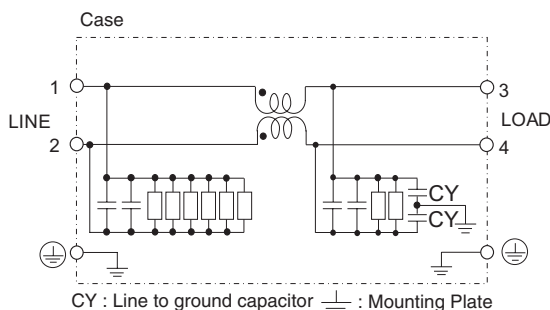 Case
1
3
LINE
LOAD
2
4
CY
CY
CY : Line to ground capacitor ⏚ : Mounting Plate